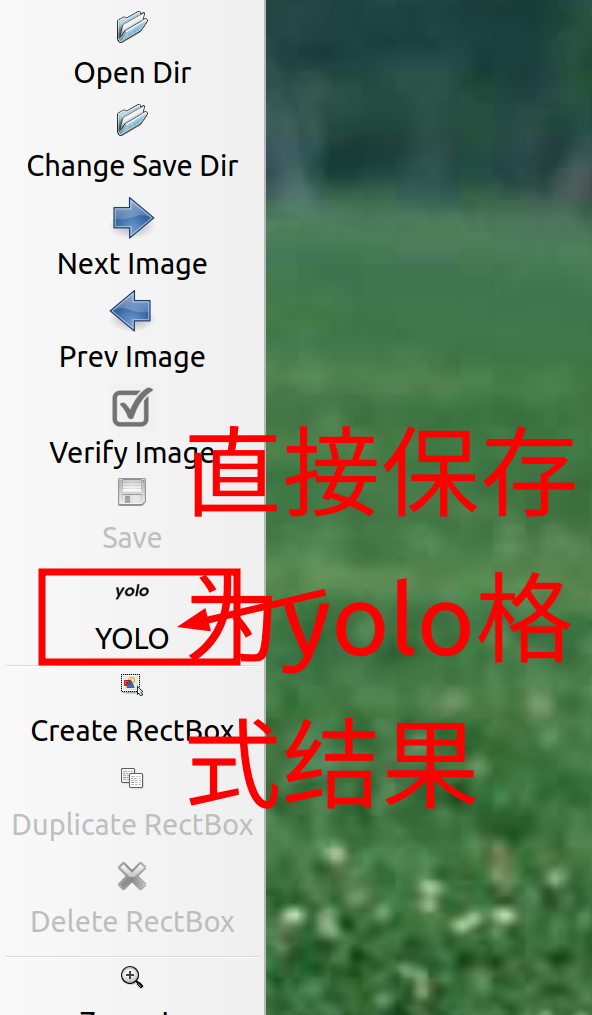 Open Dir
Change Save Dir
Next Image
Prev Image
Verify Image
直接保存
Save
yolo
为yolo格
YOLO
Create RectBox
式结果
Duplicate RectBox
Delete RectBox